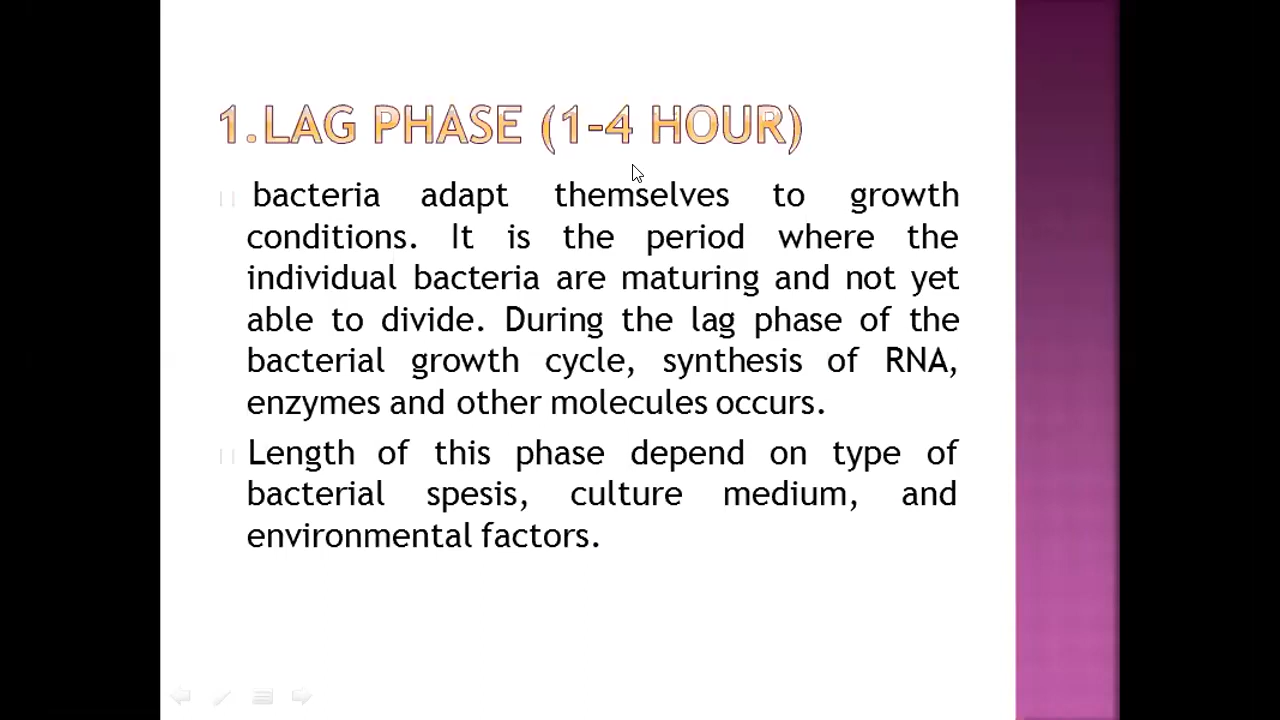 1.LAG PHASE (1-4 HOUR)
bacteria adapt themselves to growth
conditions. It is the period where the
individual bacteria are maturing and not yet
able to divide. During the lag phase of the
bacterial growth cycle, synthesis of RNA,
enzymes and other molecules occurs.
Length of this phase depend on type of
bacterial spesis, culture medium, and
environmental factors.